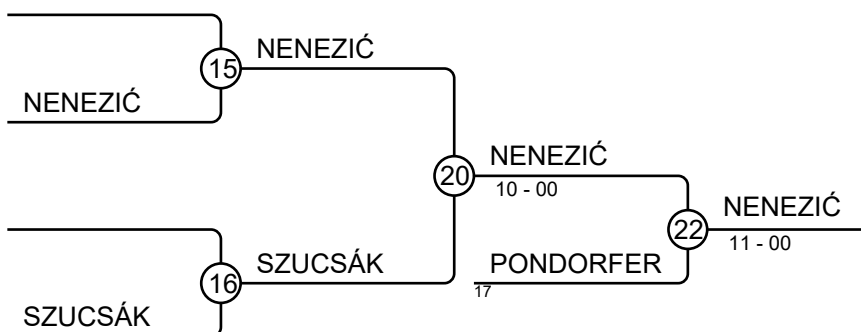 NENEZIĆ
15
NENEZIĆ
NENEZIĆ
20
10 - 00
NENEZIĆ
22
11 - 00
SZUCSÁK
PONDORFER
16
17
SZUCSÁK